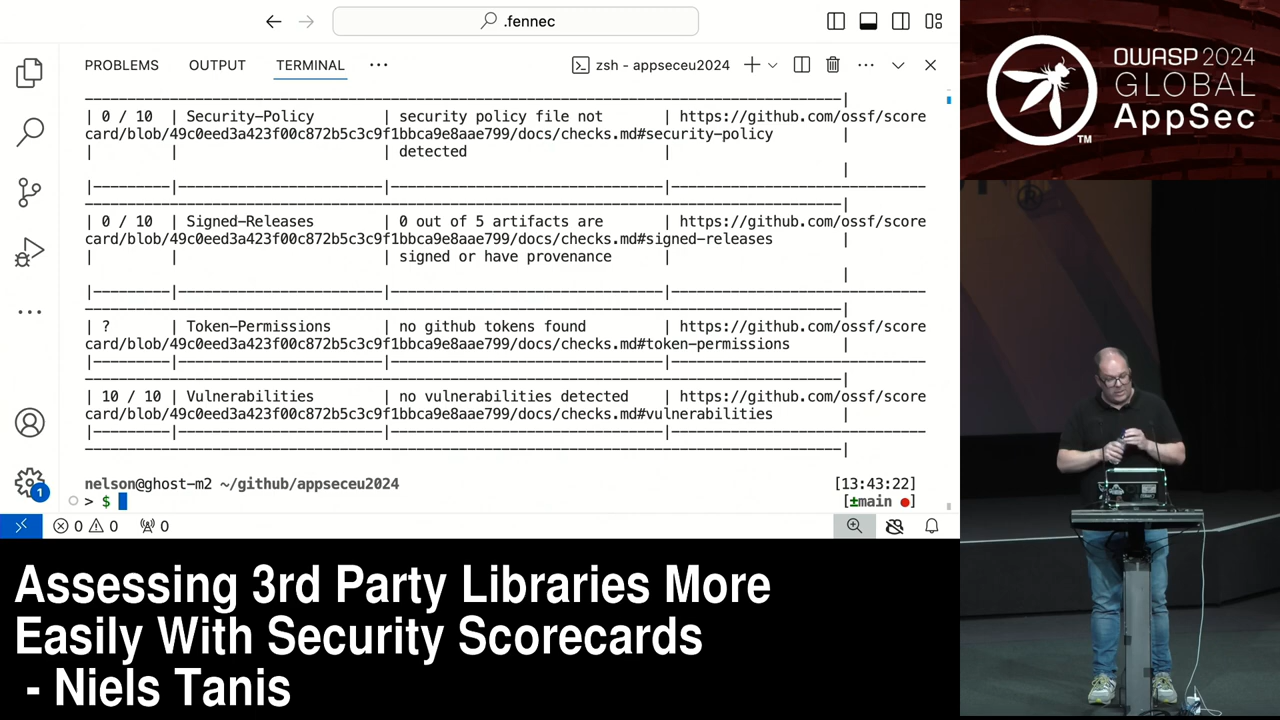 .fennec
PROBLEMS OUTPUT TERMINAL ··· zsh - appseceu2024
| 0 / 10 | Security-Policy | security policy file not | https://github.com/ossf/score
card/blob/49c0eed3a423f00c872b5c3c9f1bbca9e8aae799/docs/checks.md#security-policy |
| | | detected |
| 0 / 10 | Signed-Releases | 0 out of 5 artifacts are | https://github.com/ossf/score
card/blob/49c0eed3a423f00c872b5c3c9f1bbca9e8aae799/docs/checks.md#signed-releases |
| | | signed or have provenance |
| ? | Token-Permissions | no github tokens found | https://github.com/ossf/score
card/blob/49c0eed3a423f00c872b5c3c9f1bbca9e8aae799/docs/checks.md#token-permissions |
| 10 / 10 | Vulnerabilities | no vulnerabilities detected | https://github.com/ossf/score
card/blob/49c0eed3a423f00c872b5c3c9f1bbca9e8aae799/docs/checks.md#vulnerabilities |
nelson@ghost-m2 ~/github/appseceu2024 [13:43:22]
> $ [±main ●]
1
0 0 0
OWASP 2024
GLOBAL
AppSec
TM
®
Assessing 3rd Party Libraries More
Easily With Security Scorecards
- Niels Tanis